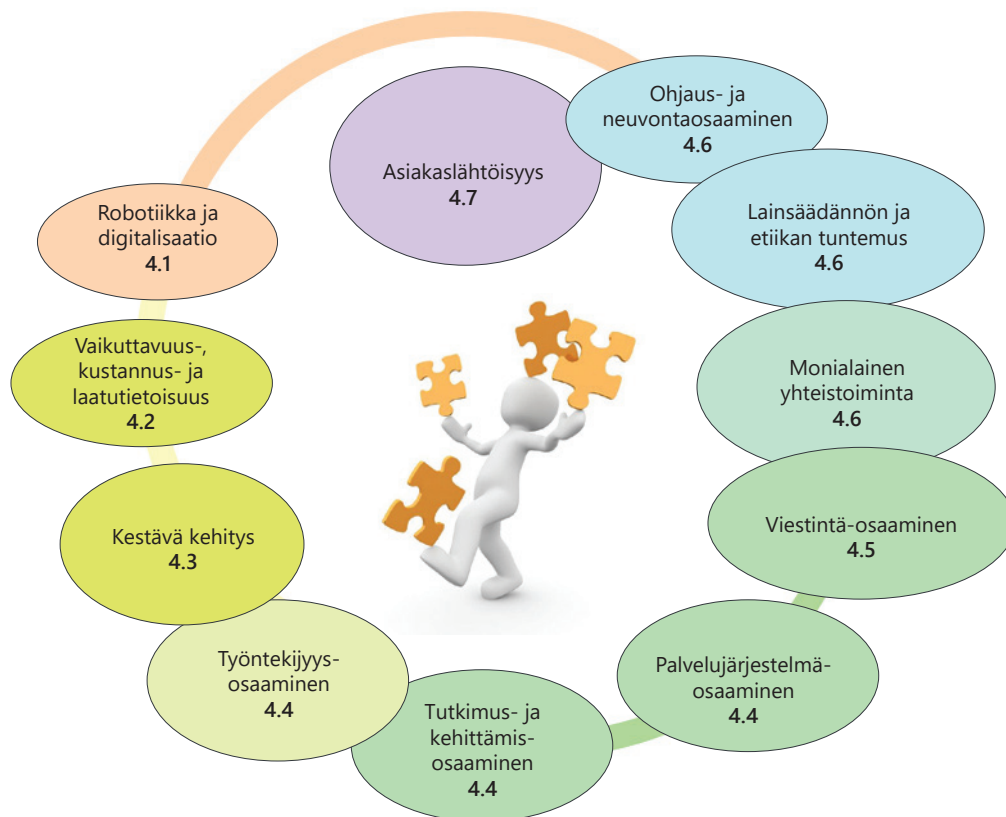 Asiakaslähtöisyys
4.7
Ohjaus- ja
neuvontaosaaminen
4.6
Lainsäädännön ja
etiikan tuntemus
4.6
Monialainen
yhteistoiminta
4.6
Viestintä-osaaminen
4.5
Palvelujärjestelmä-
osaaminen
4.4
Tutkimus- ja
kehittämis-
osaaminen
4.4
Työntekijyys-
osaaminen
4.4
Kestävä kehitys
4.3
Vaikuttavuus-,
kustannus- ja
laatutietoisuus
4.2
Robotiikka ja
digitalisaatio
4.1